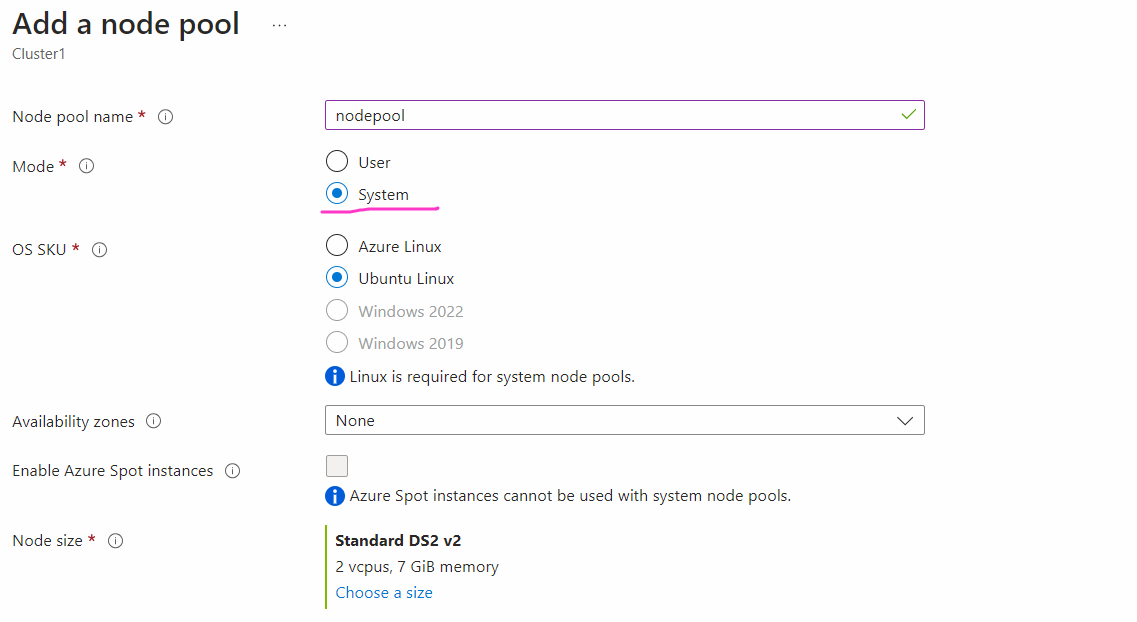 Add a node pool ...
Cluster1
Node pool name * nodepool
Mode * User
System
OS SKU * Azure Linux
Ubuntu Linux
Windows 2022
Windows 2019
Linux is required for system node pools.
Availability zones None
Enable Azure Spot instances
Azure Spot instances cannot be used with system node pools.
Node size * Standard DS2 v2
2 vcpus, 7 GiB memory
Choose a size